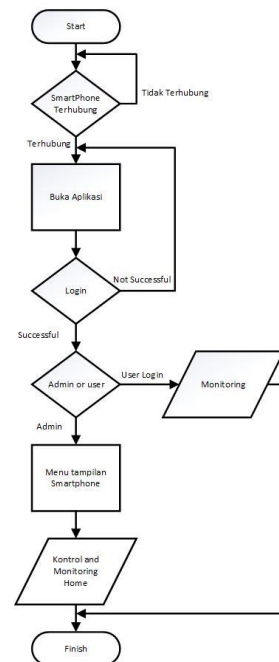 Start
SmartPhone
Terhubung
Tidak Terhubung
Terhubung
Buka Aplikasi
Login
Not Successful
Successful
Admin or user
User Login
Monitoring
Admin
Menu tampilan
Smartphone
Kontrol and
Monitoring
Home
Finish